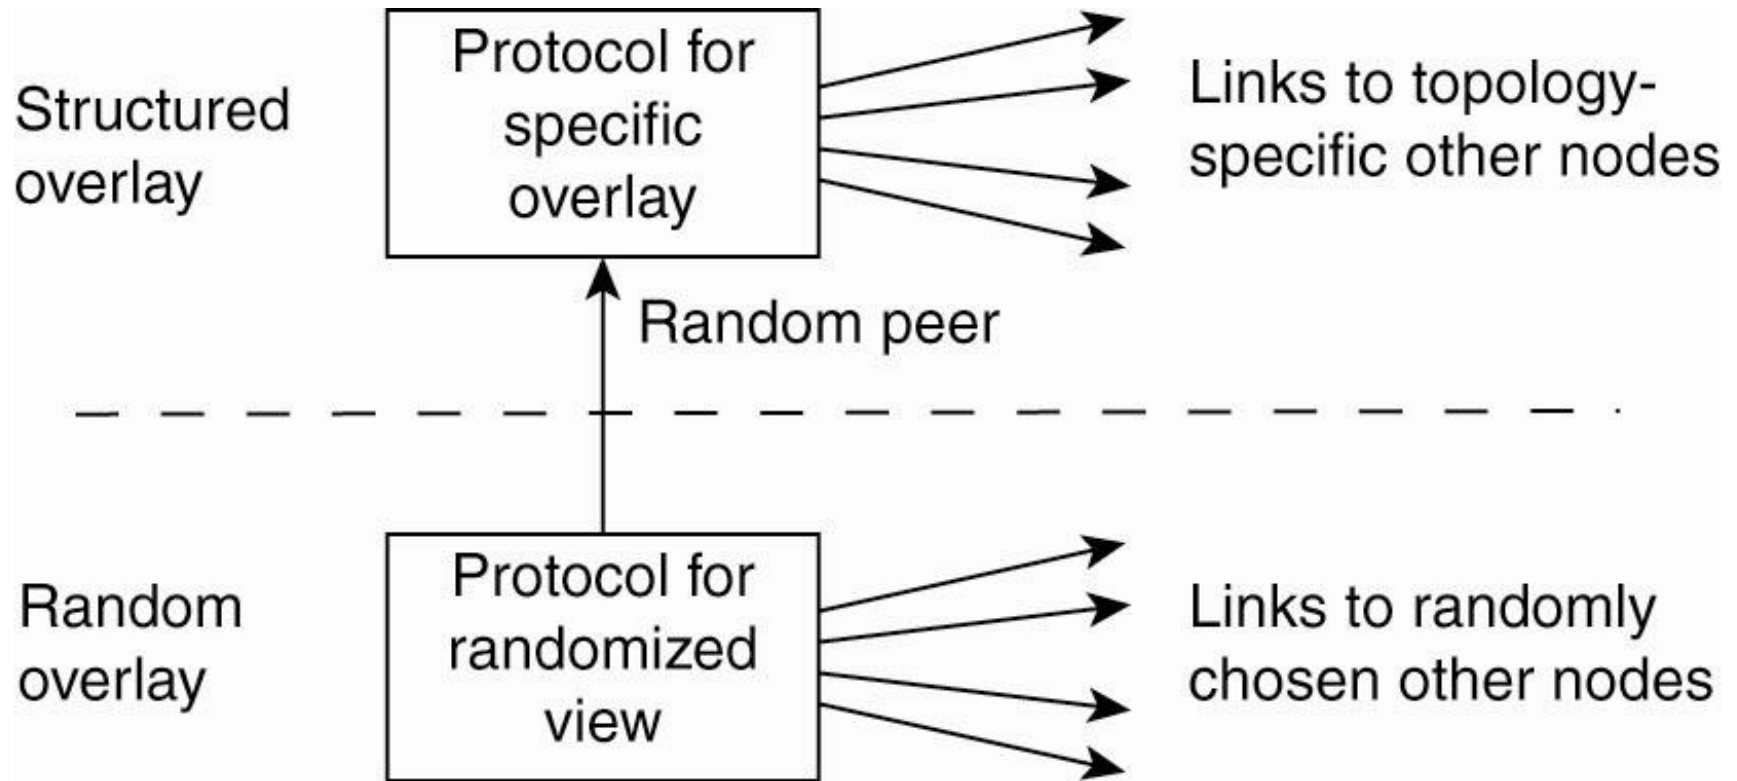 Structured
overlay
Protocol for
specific
overlay
Links to topology-
specific other nodes
Random peer
Random
overlay
Protocol for
randomized
view
Links to randomly
chosen other nodes